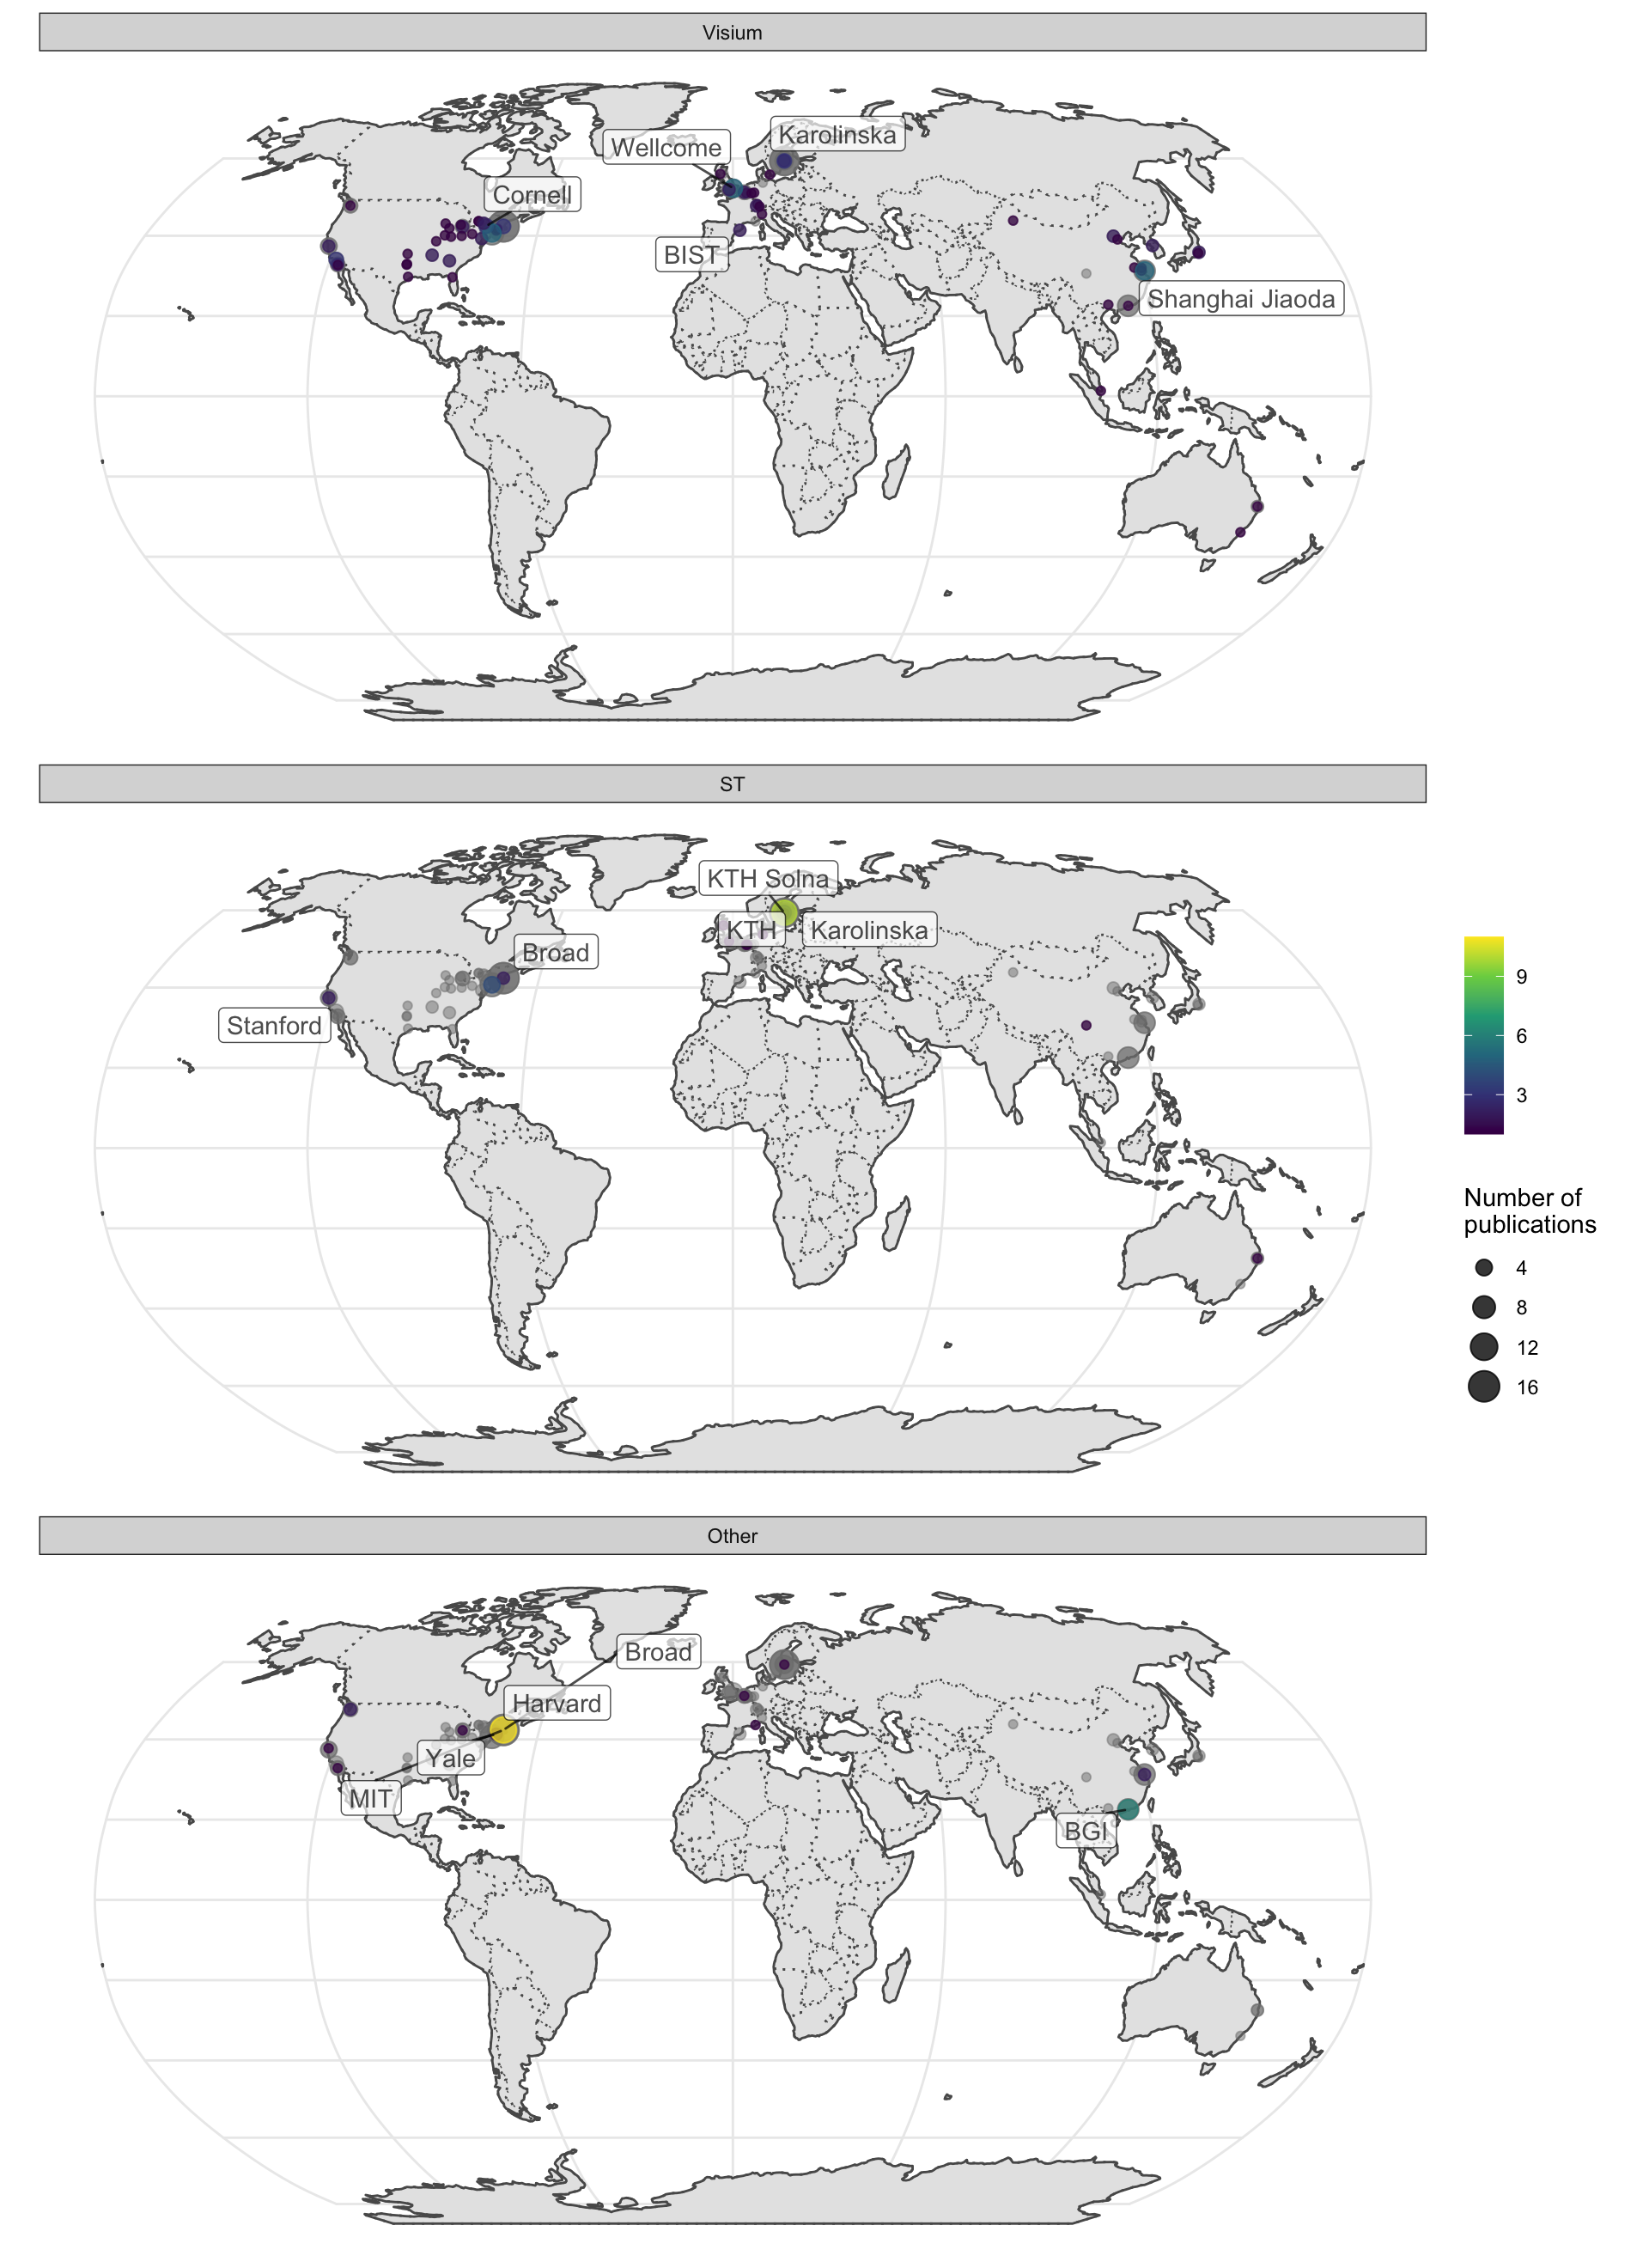 Visium
Karolinska
Wellcome
Cornell
BIST
Shanghai Jiaoda
ST
KTH Solna
KTH
Karolinska
Broad
Stanford
9
6
3
Number of
publications
4
8
12
16
Other
Broad
Harvard
Yale
MIT
BGI